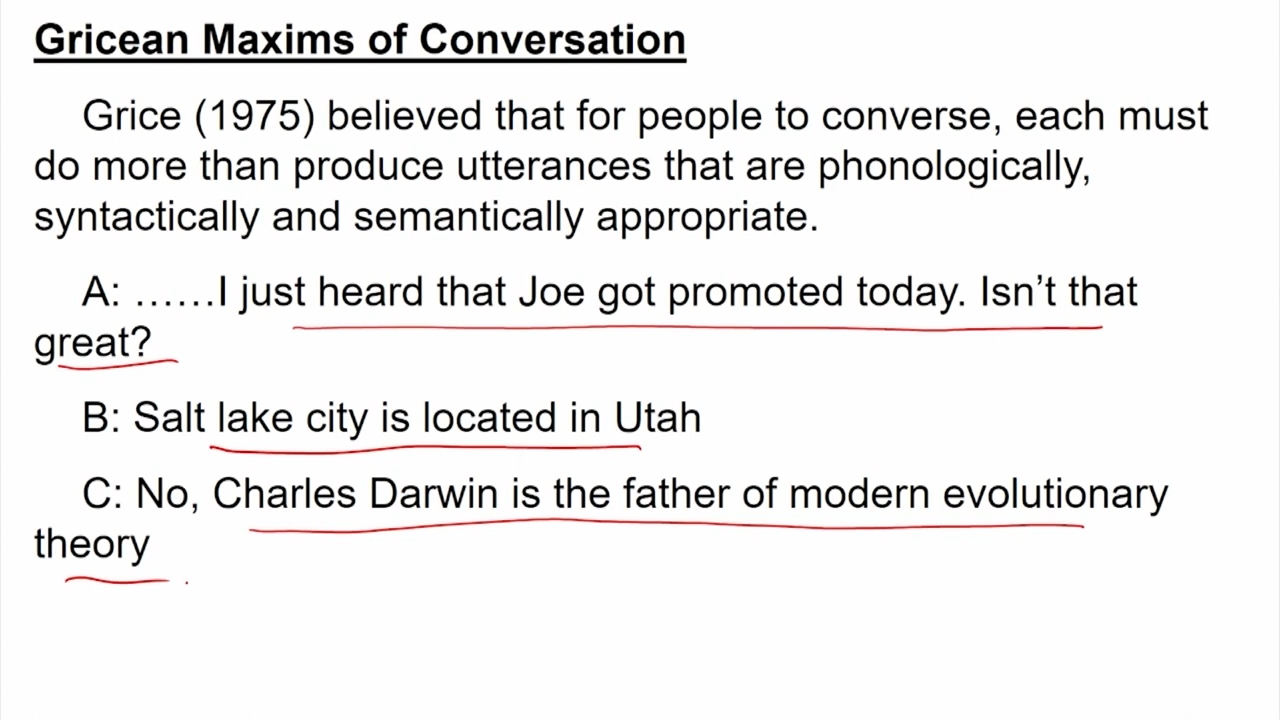 Gricean Maxims of Conversation
Grice (1975) believed that for people to converse, each must
do more than produce utterances that are phonologically,
syntactically and semantically appropriate.
A: ......I just heard that Joe got promoted today. Isn’t that
great?
B: Salt lake city is located in Utah
C: No, Charles Darwin is the father of modern evolutionary
theory